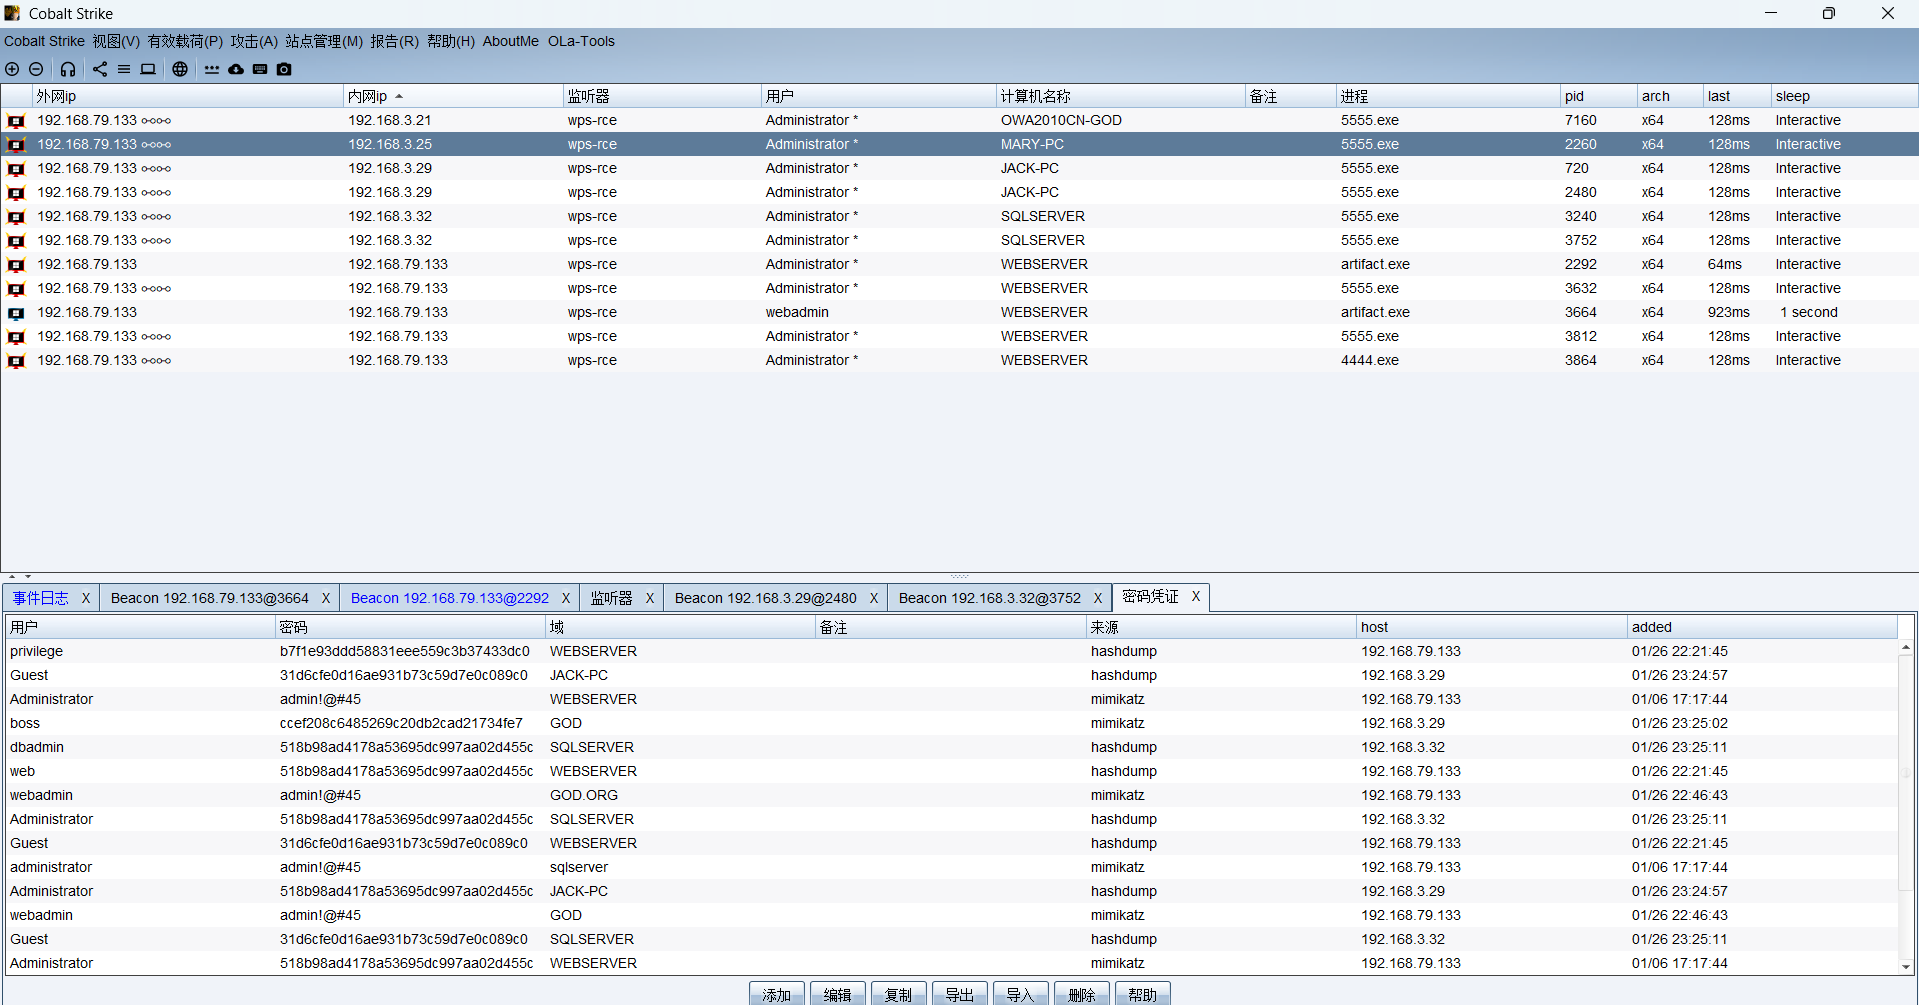 Cobalt Strike
Cobalt Strike 视图(V) 有效载荷(P) 攻击(A) 站点管理(M) 报告(R) 帮助(H) AboutMe OLa-Tools
外网ip 内网ip 监听器 用户 计算机名称 备注 进程 pid arch last sleep
192.168.79.133 192.168.3.21 wps-rce Administrator * OWA2010CN-GOD 5555.exe 7160 x64 128ms Interactive
192.168.79.133 192.168.3.25 wps-rce Administrator * MARY-PC 5555.exe 2260 x64 128ms Interactive
192.168.79.133 192.168.3.29 wps-rce Administrator * JACK-PC 5555.exe 720 x64 128ms Interactive
192.168.79.133 192.168.3.29 wps-rce Administrator * JACK-PC 5555.exe 2480 x64 128ms Interactive
192.168.79.133 192.168.3.32 wps-rce Administrator * SQLSERVER 5555.exe 3240 x64 128ms Interactive
192.168.79.133 192.168.3.32 wps-rce Administrator * SQLSERVER 5555.exe 3752 x64 128ms Interactive
192.168.79.133 192.168.79.133 wps-rce Administrator * WEBSERVER artifact.exe 2292 x64 64ms Interactive
192.168.79.133 192.168.79.133 wps-rce Administrator * WEBSERVER 5555.exe 3632 x64 128ms Interactive
192.168.79.133 192.168.79.133 wps-rce webadmin WEBSERVER artifact.exe 3664 x64 923ms 1 second
192.168.79.133 192.168.79.133 wps-rce Administrator * WEBSERVER 5555.exe 3812 x64 128ms Interactive
192.168.79.133 192.168.79.133 wps-rce Administrator * WEBSERVER 4444.exe 3864 x64 128ms Interactive
事件日志 X Beacon 192.168.79.133@3664 X Beacon 192.168.79.133@2292 X 监听器 X Beacon 192.168.3.29@2480 X Beacon 192.168.3.32@3752 X 密码凭证 X
用户 密码 域 备注 来源 host added
privilege b7f1e93ddd58831eee559c3b37433dc0 WEBSERVER hashdump 192.168.79.133 01/26 22:21:45
Guest 31d6cfe0d16ae931b73c59d7e0c089c0 JACK-PC hashdump 192.168.3.29 01/26 23:24:57
Administrator admin!@#45 WEBSERVER mimikatz 192.168.79.133 01/06 17:17:44
boss ccef208c6485269c20db2cad21734fe7 GOD mimikatz 192.168.3.29 01/26 23:25:02
dbadmin 518b98ad4178a53695dc997aa02d455c SQLSERVER hashdump 192.168.3.32 01/26 23:25:11
web 518b98ad4178a53695dc997aa02d455c WEBSERVER hashdump 192.168.79.133 01/26 22:21:45
webadmin admin!@#45 GOD.ORG mimikatz 192.168.79.133 01/26 22:46:43
Administrator 518b98ad4178a53695dc997aa02d455c SQLSERVER hashdump 192.168.3.32 01/26 23:25:11
Guest 31d6cfe0d16ae931b73c59d7e0c089c0 WEBSERVER hashdump 192.168.79.133 01/26 22:21:45
administrator admin!@#45 sqlserver mimikatz 192.168.79.133 01/06 17:17:44
Administrator 518b98ad4178a53695dc997aa02d455c JACK-PC hashdump 192.168.3.29 01/26 23:24:57
webadmin admin!@#45 GOD mimikatz 192.168.79.133 01/26 22:46:43
Guest 31d6cfe0d16ae931b73c59d7e0c089c0 SQLSERVER hashdump 192.168.3.32 01/26 23:25:11
Administrator 518b98ad4178a53695dc997aa02d455c WEBSERVER mimikatz 192.168.79.133 01/06 17:17:44
添加 编辑 复制 导出 导入 删除 帮助